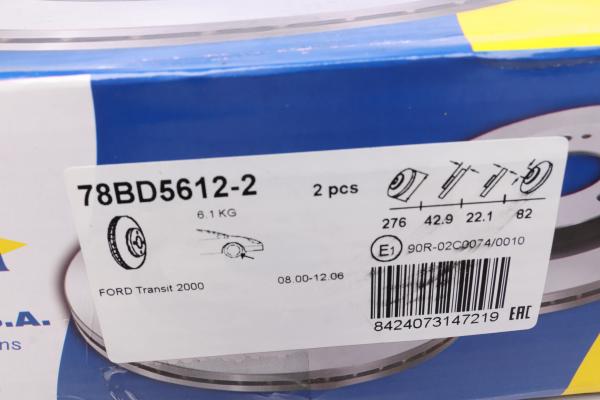 78BD5612-2
2 pcs
6.1 KG
276 42.9 22.1 82
E1 90R-02C0074/0010
FORD Transit 2000
08.00-12.06
8424073147219
EAC
S.A.
ns